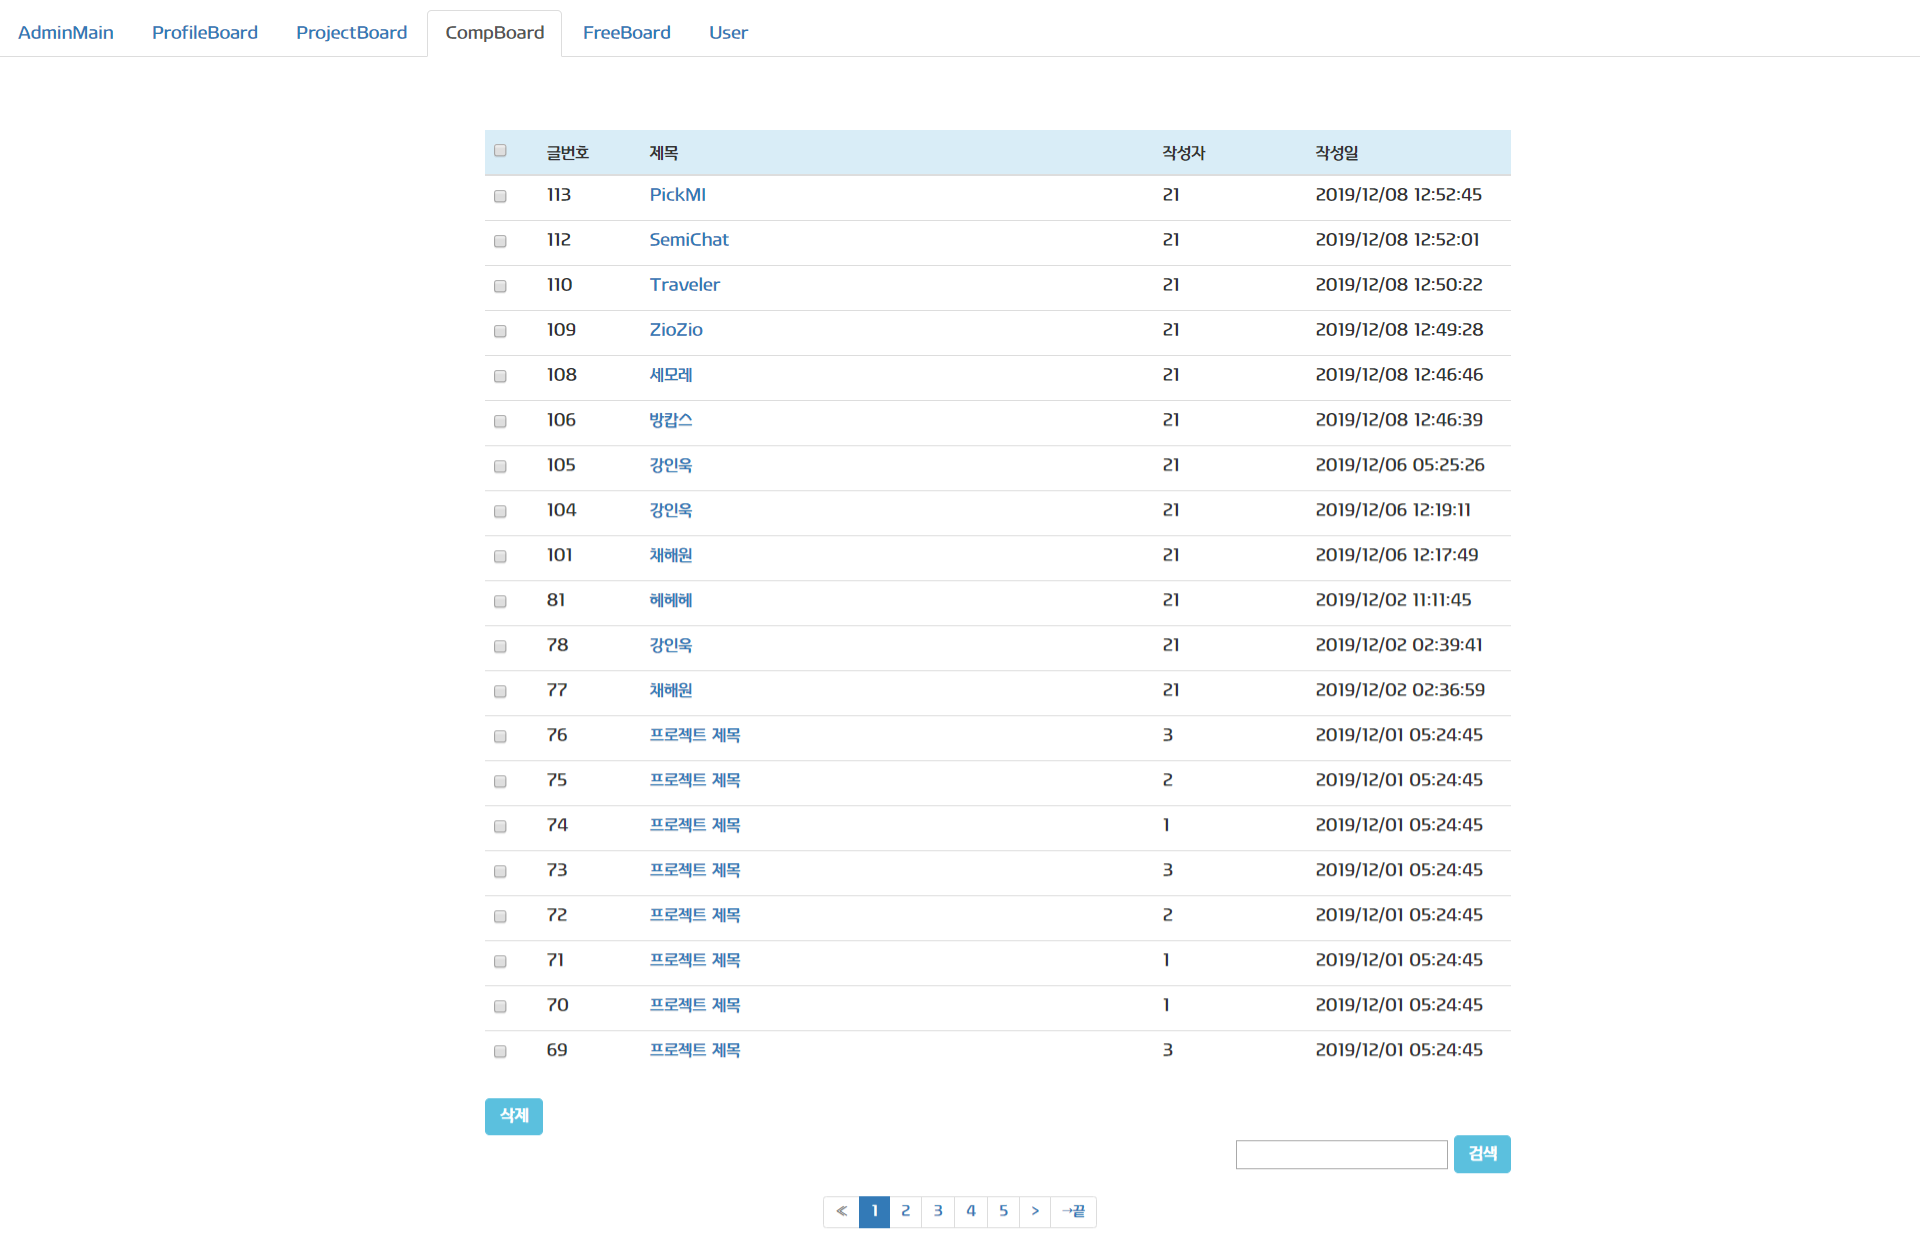 AdminMain ProfileBoard ProjectBoard CompBoard FreeBoard User
글번호 제목 작성자 작성일
113 PickMI 21 2019/12/08 12:52:45
112 SemiChat 21 2019/12/08 12:52:01
110 Traveler 21 2019/12/08 12:50:22
109 ZioZio 21 2019/12/08 12:49:28
108 세모레 21 2019/12/08 12:46:46
106 방캅스 21 2019/12/08 12:46:39
105 강인욱 21 2019/12/06 05:25:26
104 강인욱 21 2019/12/06 12:19:11
101 채해원 21 2019/12/06 12:17:49
81 헤헤헤 21 2019/12/02 11:11:45
78 강인욱 21 2019/12/02 02:39:41
77 채해원 21 2019/12/02 02:36:59
76 프로젝트 제목 3 2019/12/01 05:24:45
75 프로젝트 제목 2 2019/12/01 05:24:45
74 프로젝트 제목 1 2019/12/01 05:24:45
73 프로젝트 제목 3 2019/12/01 05:24:45
72 프로젝트 제목 2 2019/12/01 05:24:45
71 프로젝트 제목 1 2019/12/01 05:24:45
70 프로젝트 제목 1 2019/12/01 05:24:45
69 프로젝트 제목 3 2019/12/01 05:24:45
삭제
검색
≪ 1 2 3 4 5 > →끝